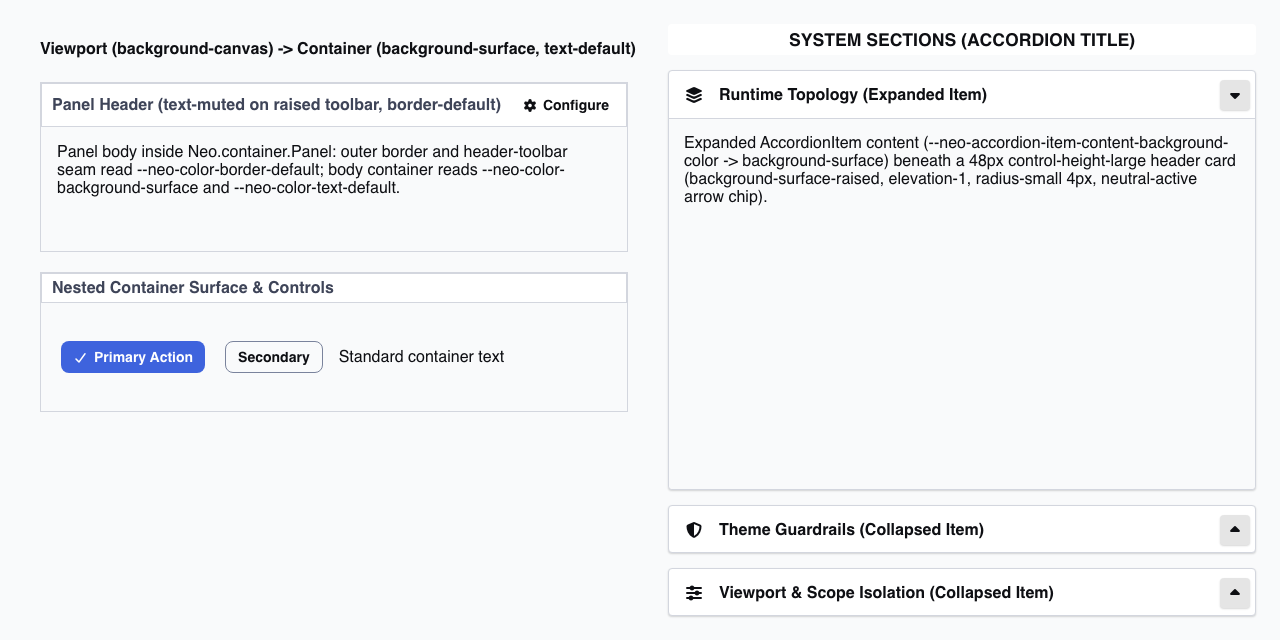 Viewport (background-canvas) -> Container (background-surface, text-default)
Panel Header (text-muted on raised toolbar, border-default)
Configure
Panel body inside Neo.container.Panel: outer border and header-toolbar
seam read --neo-color-border-default; body container reads --neo-color-
background-surface and --neo-color-text-default.
Nested Container Surface & Controls
Primary Action
Secondary
Standard container text
SYSTEM SECTIONS (ACCORDION TITLE)
Runtime Topology (Expanded Item)
Expanded AccordionItem content (--neo-accordion-item-content-background-
color -> background-surface) beneath a 48px control-height-large header card
(background-surface-raised, elevation-1, radius-small 4px, neutral-active
arrow chip).
Theme Guardrails (Collapsed Item)
Viewport & Scope Isolation (Collapsed Item)